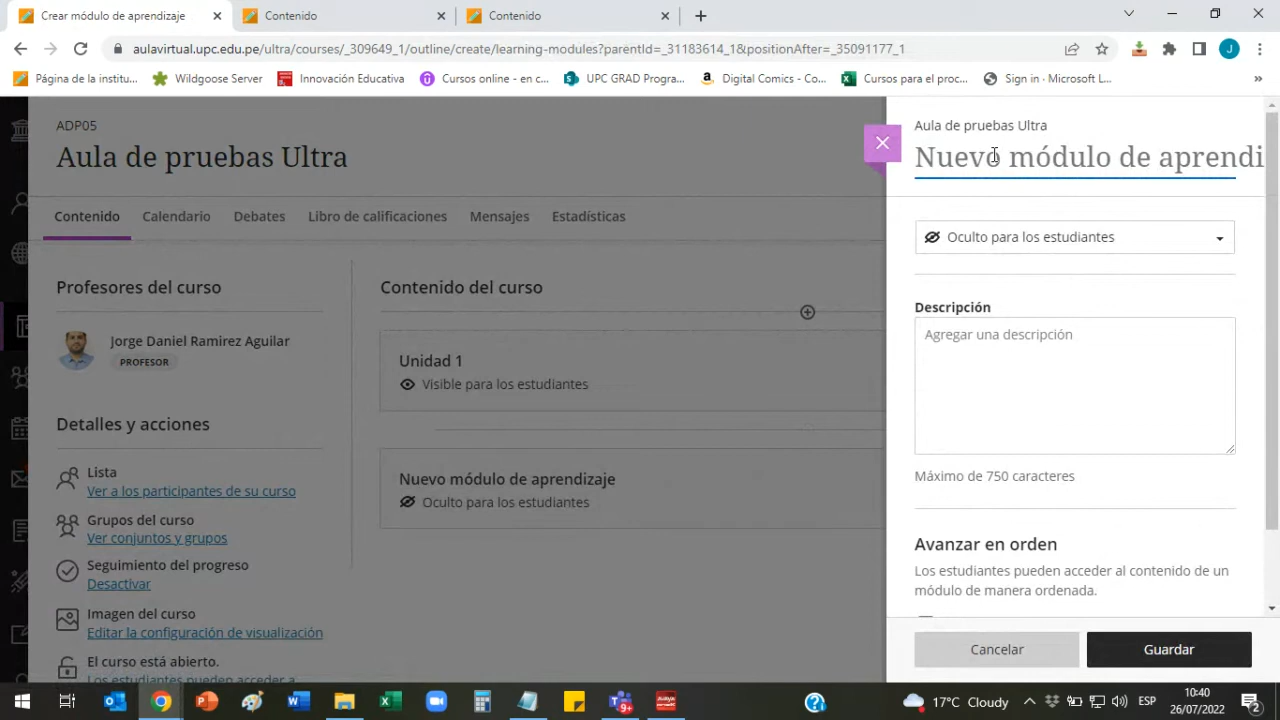 Crear módulo de aprendizaje
Contenido
Contenido
aulavirtual.upc.edu.pe/ultra/courses/_309649_1/outline/create/learning-modules?parentId=_31183614_1&positionAfter=_35091177_1
J
Página de la institu...
Wildgoose Server
Innovación Educativa
Cursos online - en c...
UPC GRAD Progra...
Digital Comics - Co...
Cursos para el proc...
Sign in - Microsoft L...
»
ADP05
Aula de pruebas Ultra
Contenido
Calendario
Debates
Libro de calificaciones
Mensajes
Estadísticas
Profesores del curso
Jorge Daniel Ramirez Aguilar
PROFESOR
Detalles y acciones
Lista
Ver a los participantes de su curso
Grupos del curso
Ver conjuntos y grupos
Seguimiento del progreso
Desactivar
Imagen del curso
Editar la configuración de visualización
El curso está abierto.
Los estudiantes pueden acceder a
Contenido del curso
Unidad 1
Visible para los estudiantes
Nuevo módulo de aprendizaje
Oculto para los estudiantes
Aula de pruebas Ultra
Nuevo módulo de aprendi
Oculto para los estudiantes
Descripción
Agregar una descripción
Máximo de 750 caracteres
Avanzar en orden
Los estudiantes pueden acceder al contenido de un
módulo de manera ordenada.
Cancelar
Guardar
17°C Cloudy
ESP
10:40
26/07/2022